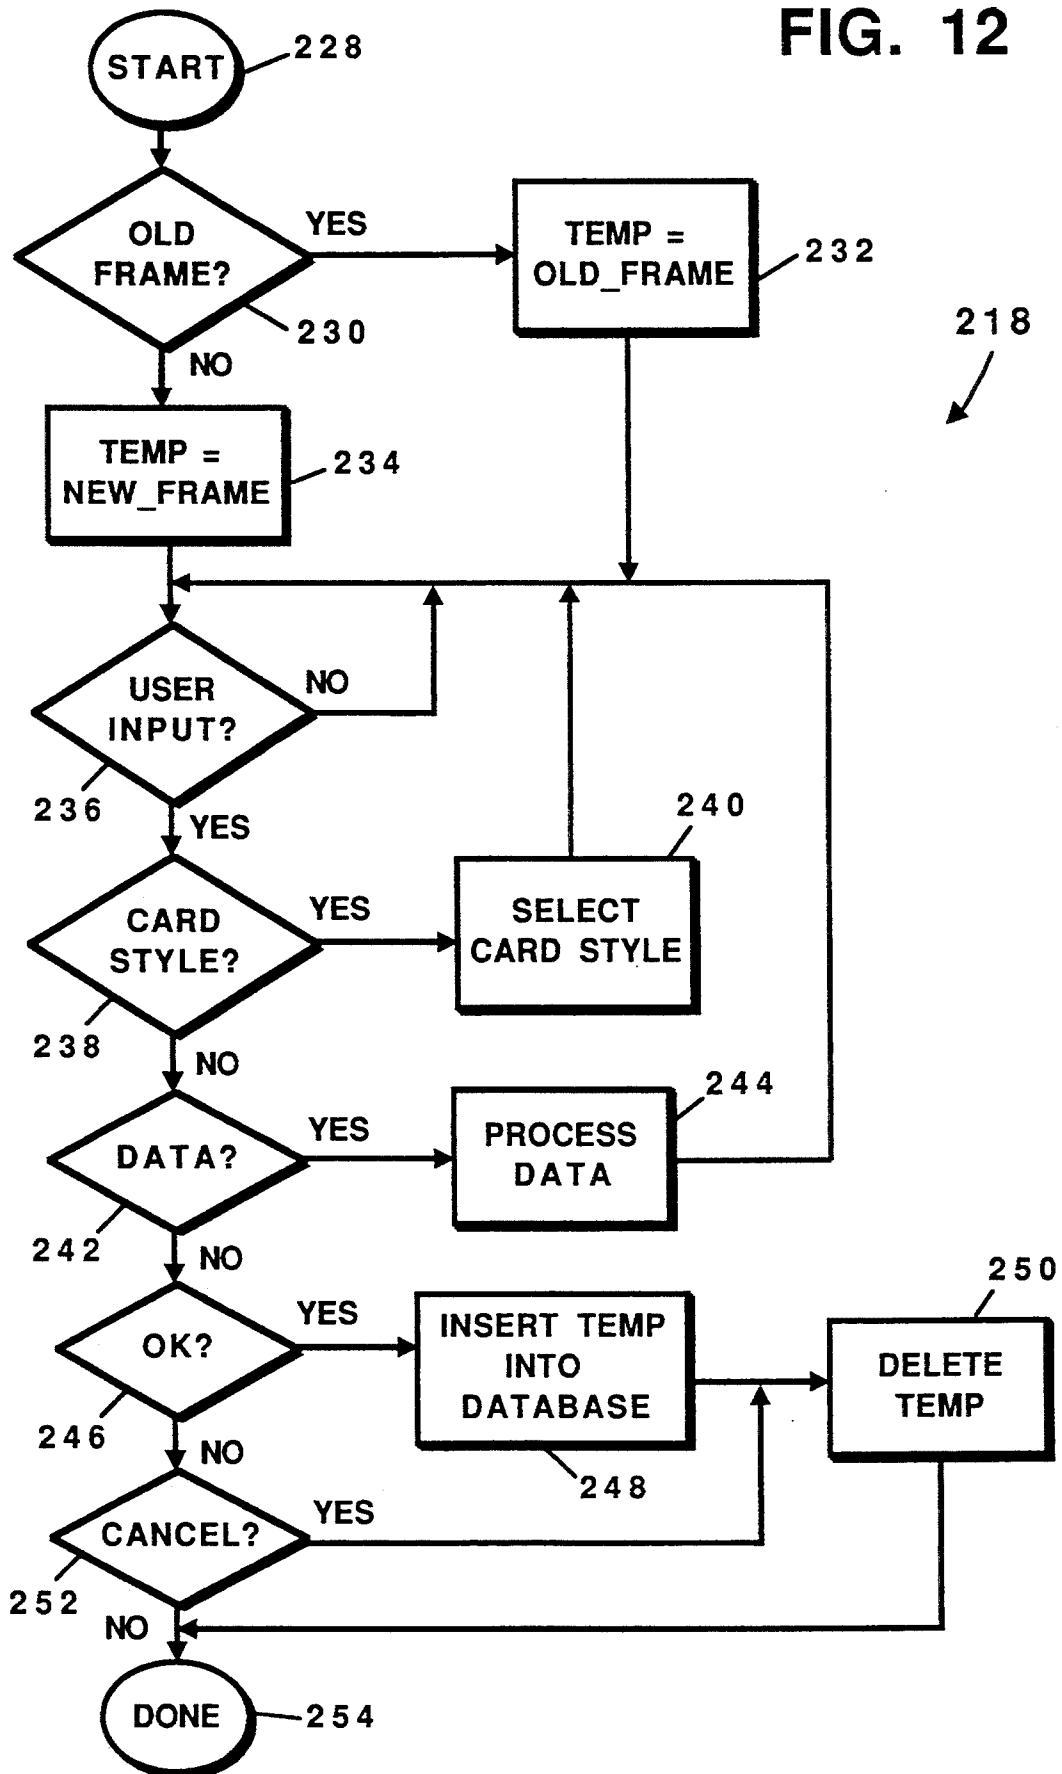 FIG. 12
START
228
OLD
FRAME?
YES
230
NO
TEMP =
OLD_FRAME
232
218
TEMP =
NEW_FRAME
234
USER
INPUT?
NO
236
YES
CARD
STYLE?
YES
238
NO
240
SELECT
CARD STYLE
DATA?
YES
242
NO
244
PROCESS
DATA
OK?
YES
246
NO
INSERT TEMP
INTO
DATABASE
248
250
DELETE
TEMP
CANCEL?
YES
252
NO
DONE
254